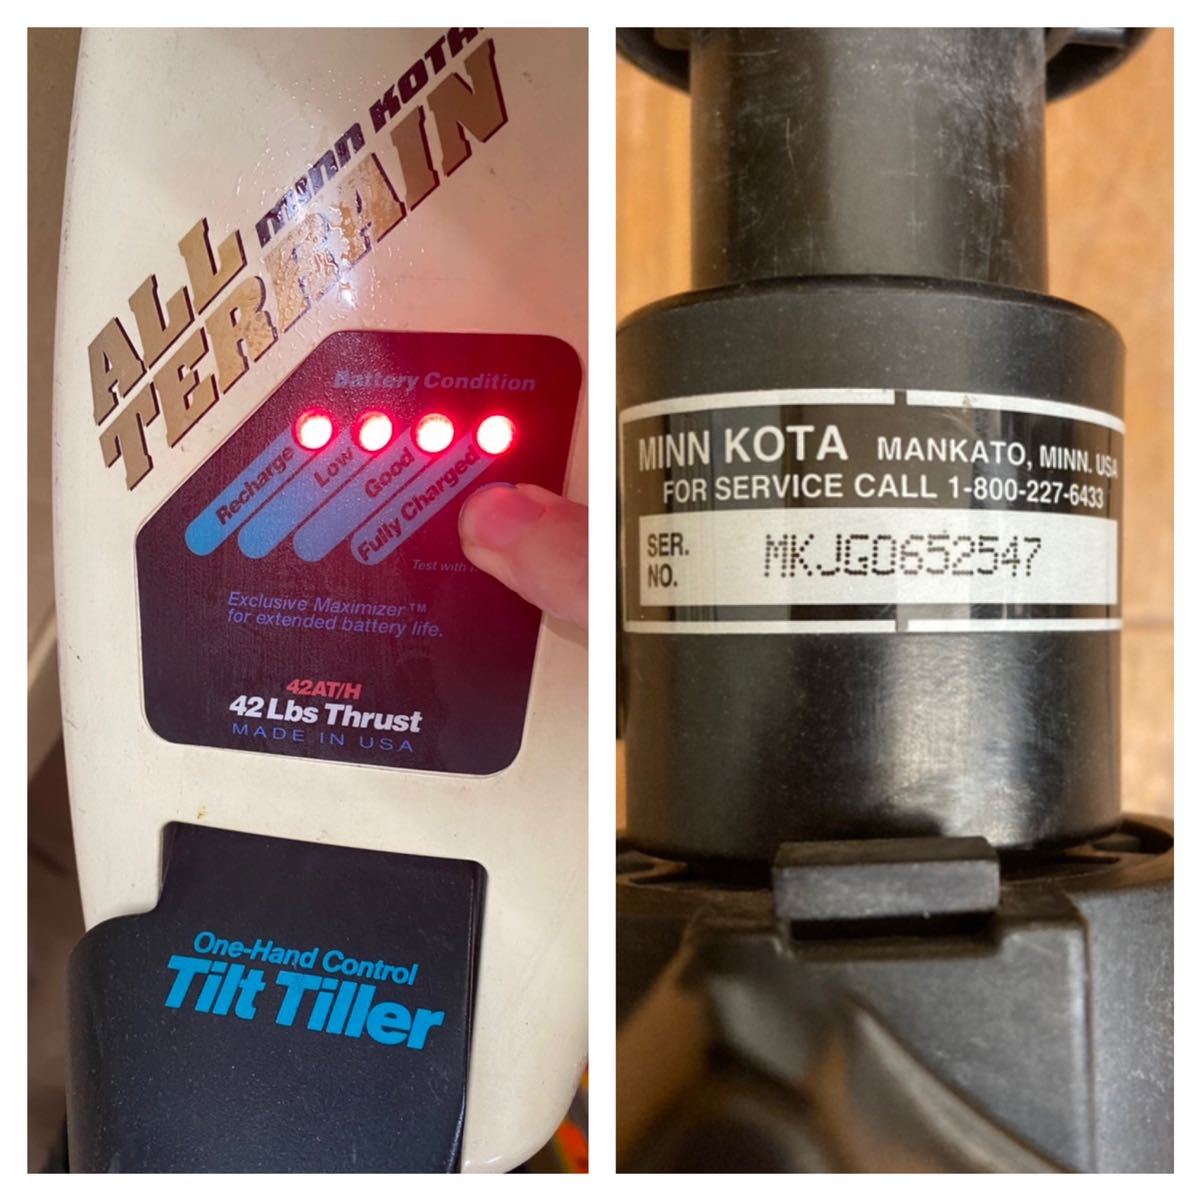 MINN KOTA
ALL
TERRAIN
Battery Condition
Recharge
Low
Good
Fully Charged
Test with
Exclusive Maximizer™
for extended battery life.
42AT/H
42 Lbs Thrust
MADE IN USA
One-Hand Control
Tilt Tiller
MINN KOTA MANKATO, MINN. USA
FOR SERVICE CALL 1-800-227-6433
SER.
NO.
MKJG0652547